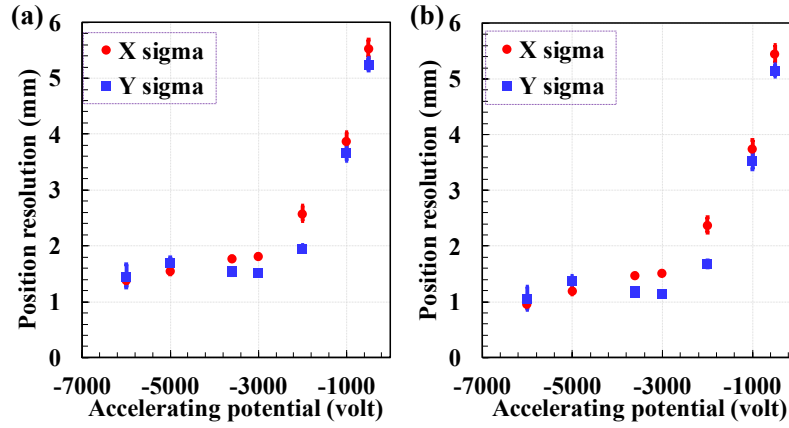 (a)
Position resolution (mm)
6
5
4
3
2
1
0
X sigma
Y sigma
-7000 -5000 -3000 -1000
Accelerating potential (volt)
(b)
Position resolution (mm)
6
5
4
3
2
1
0
X sigma
Y sigma
-7000 -5000 -3000 -1000
Accelerating potential (volt)